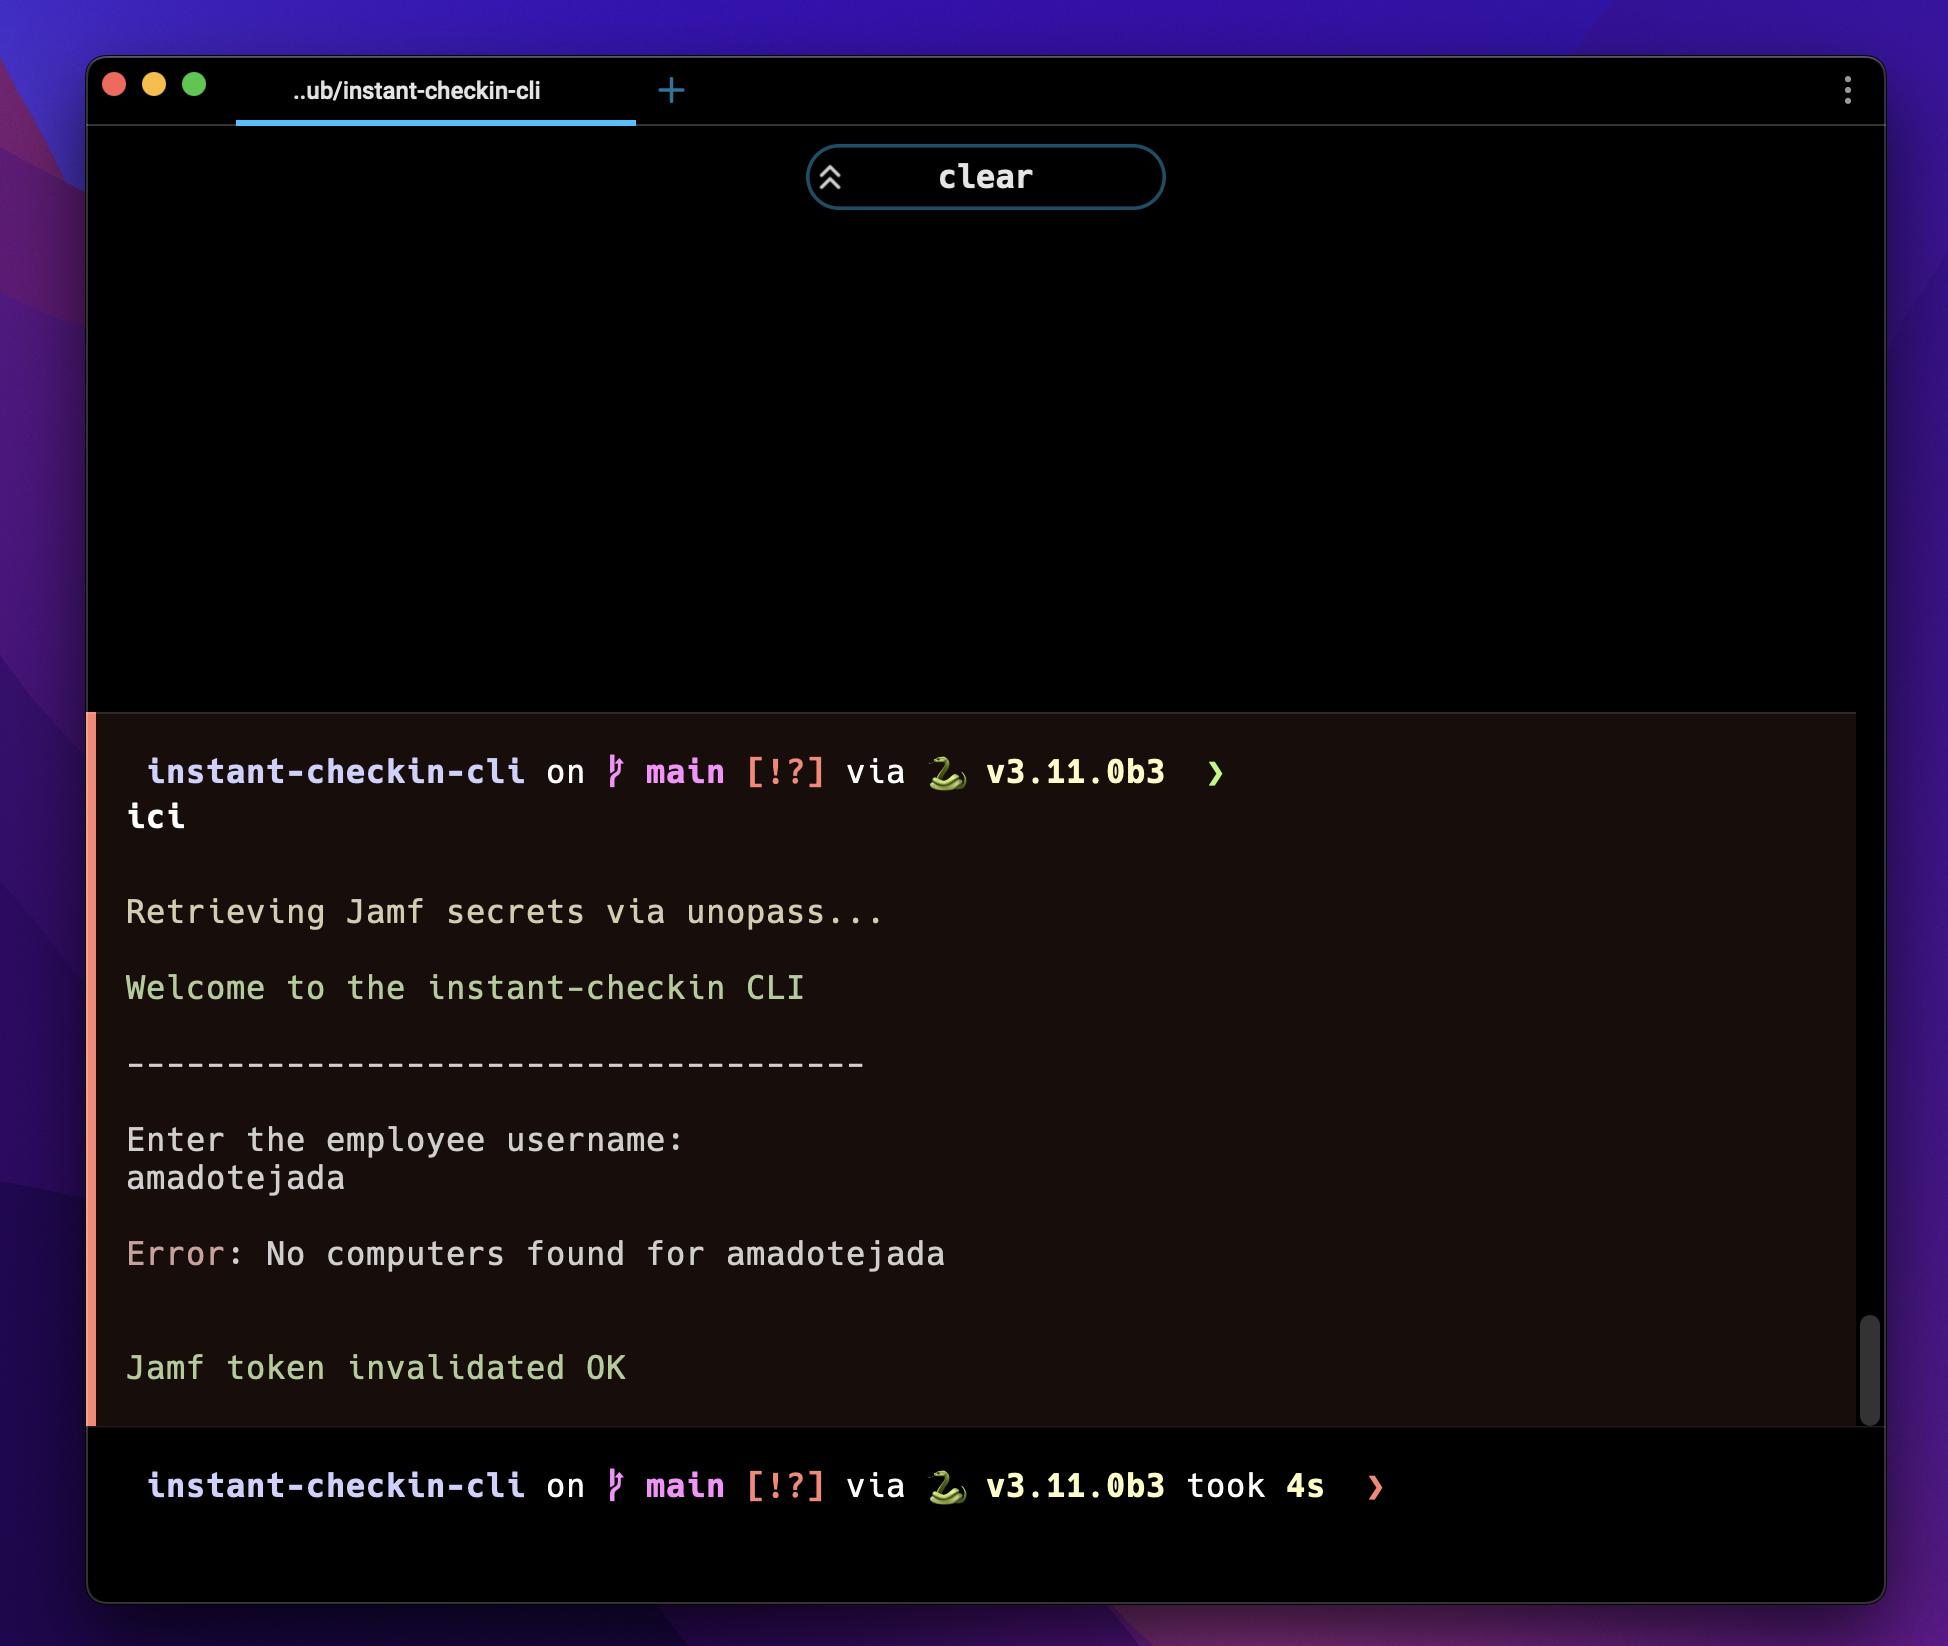 ..ub/instant-checkin-cli
clear
instant-checkin-cli on main [!?] via 🐍 v3.11.0b3 ❯
ici
Retrieving Jamf secrets via unopass...
Welcome to the instant-checkin CLI
-------------------------------------
Enter the employee username:
amadotejada
Error: No computers found for amadotejada
Jamf token invalidated OK
instant-checkin-cli on main [!?] via 🐍 v3.11.0b3 took 4s ❯